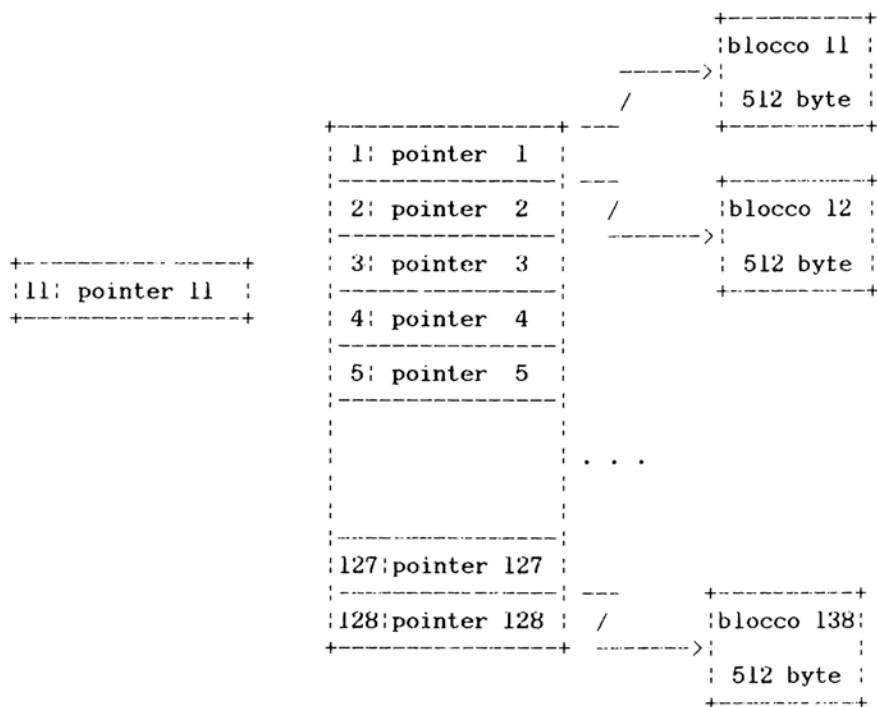 blocco 11
512 byte
1 pointer 1
2 pointer 2
blocco 12
512 byte
3 pointer 3
11 pointer 11
4 pointer 4
5 pointer 5
. . .
127 pointer 127
128 pointer 128
blocco 138
512 byte